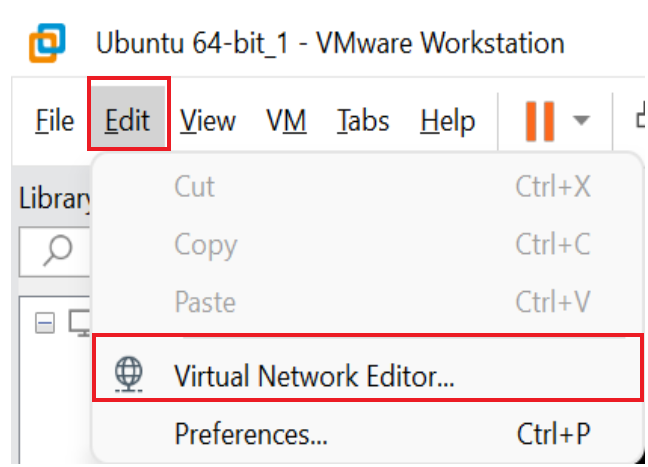 Ubuntu 64-bit_1 - VMware Workstation
File Edit View VM Tabs Help
Cut Ctrl+X
Copy Ctrl+C
Paste Ctrl+V
Virtual Network Editor...
Preferences... Ctrl+P